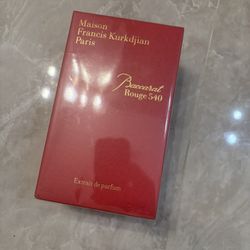 Maison
Francis Kurkdjian
Paris
Baccarat
Rouge 540
Extrait de parfum